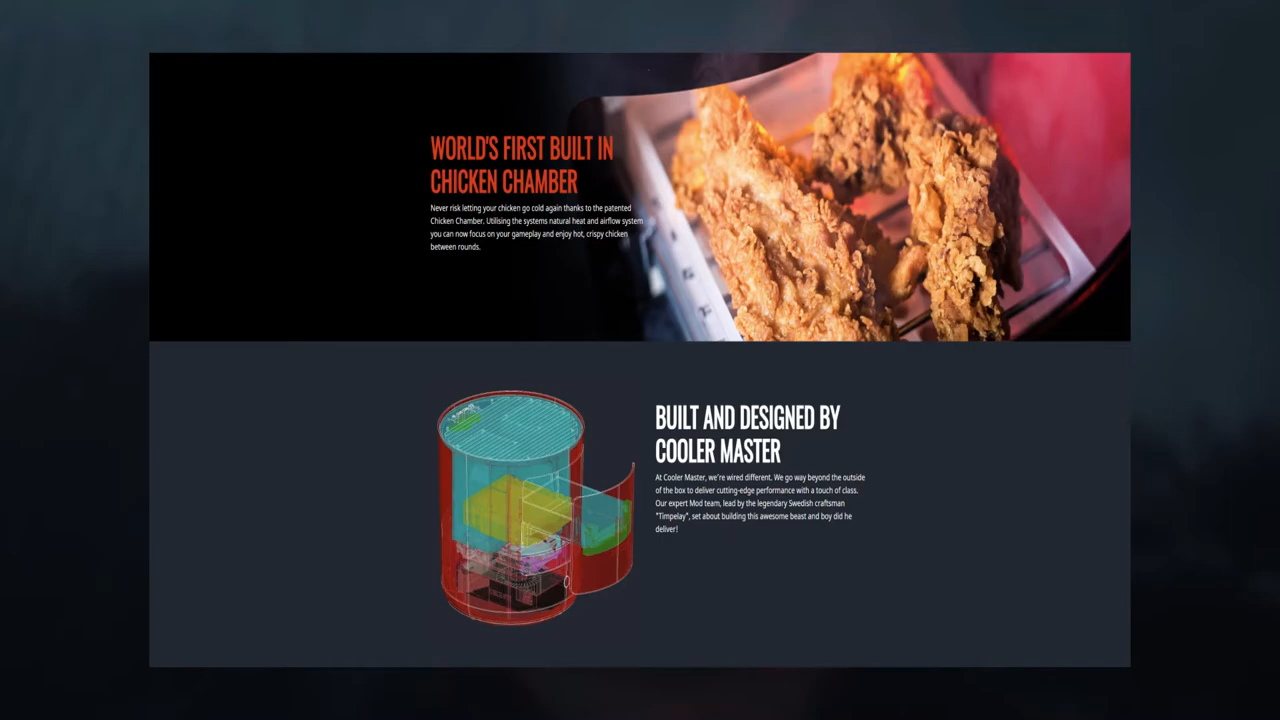 WORLD'S FIRST BUILT IN
CHICKEN CHAMBER
Never risk letting your chicken go cold again thanks to the patented
Chicken Chamber. Utilising the systems natural heat and airflow system
you can now focus on your gameplay and enjoy hot, crispy chicken
between rounds.
BUILT AND DESIGNED BY
COOLER MASTER
At Cooler Master, we're wired different. We go way beyond the outside
of the box to deliver cutting-edge performance with a touch of class.
Our expert Mod team, lead by the legendary Swedish craftsman
"Timpelay", set about building this awesome beast and boy did he
deliver!